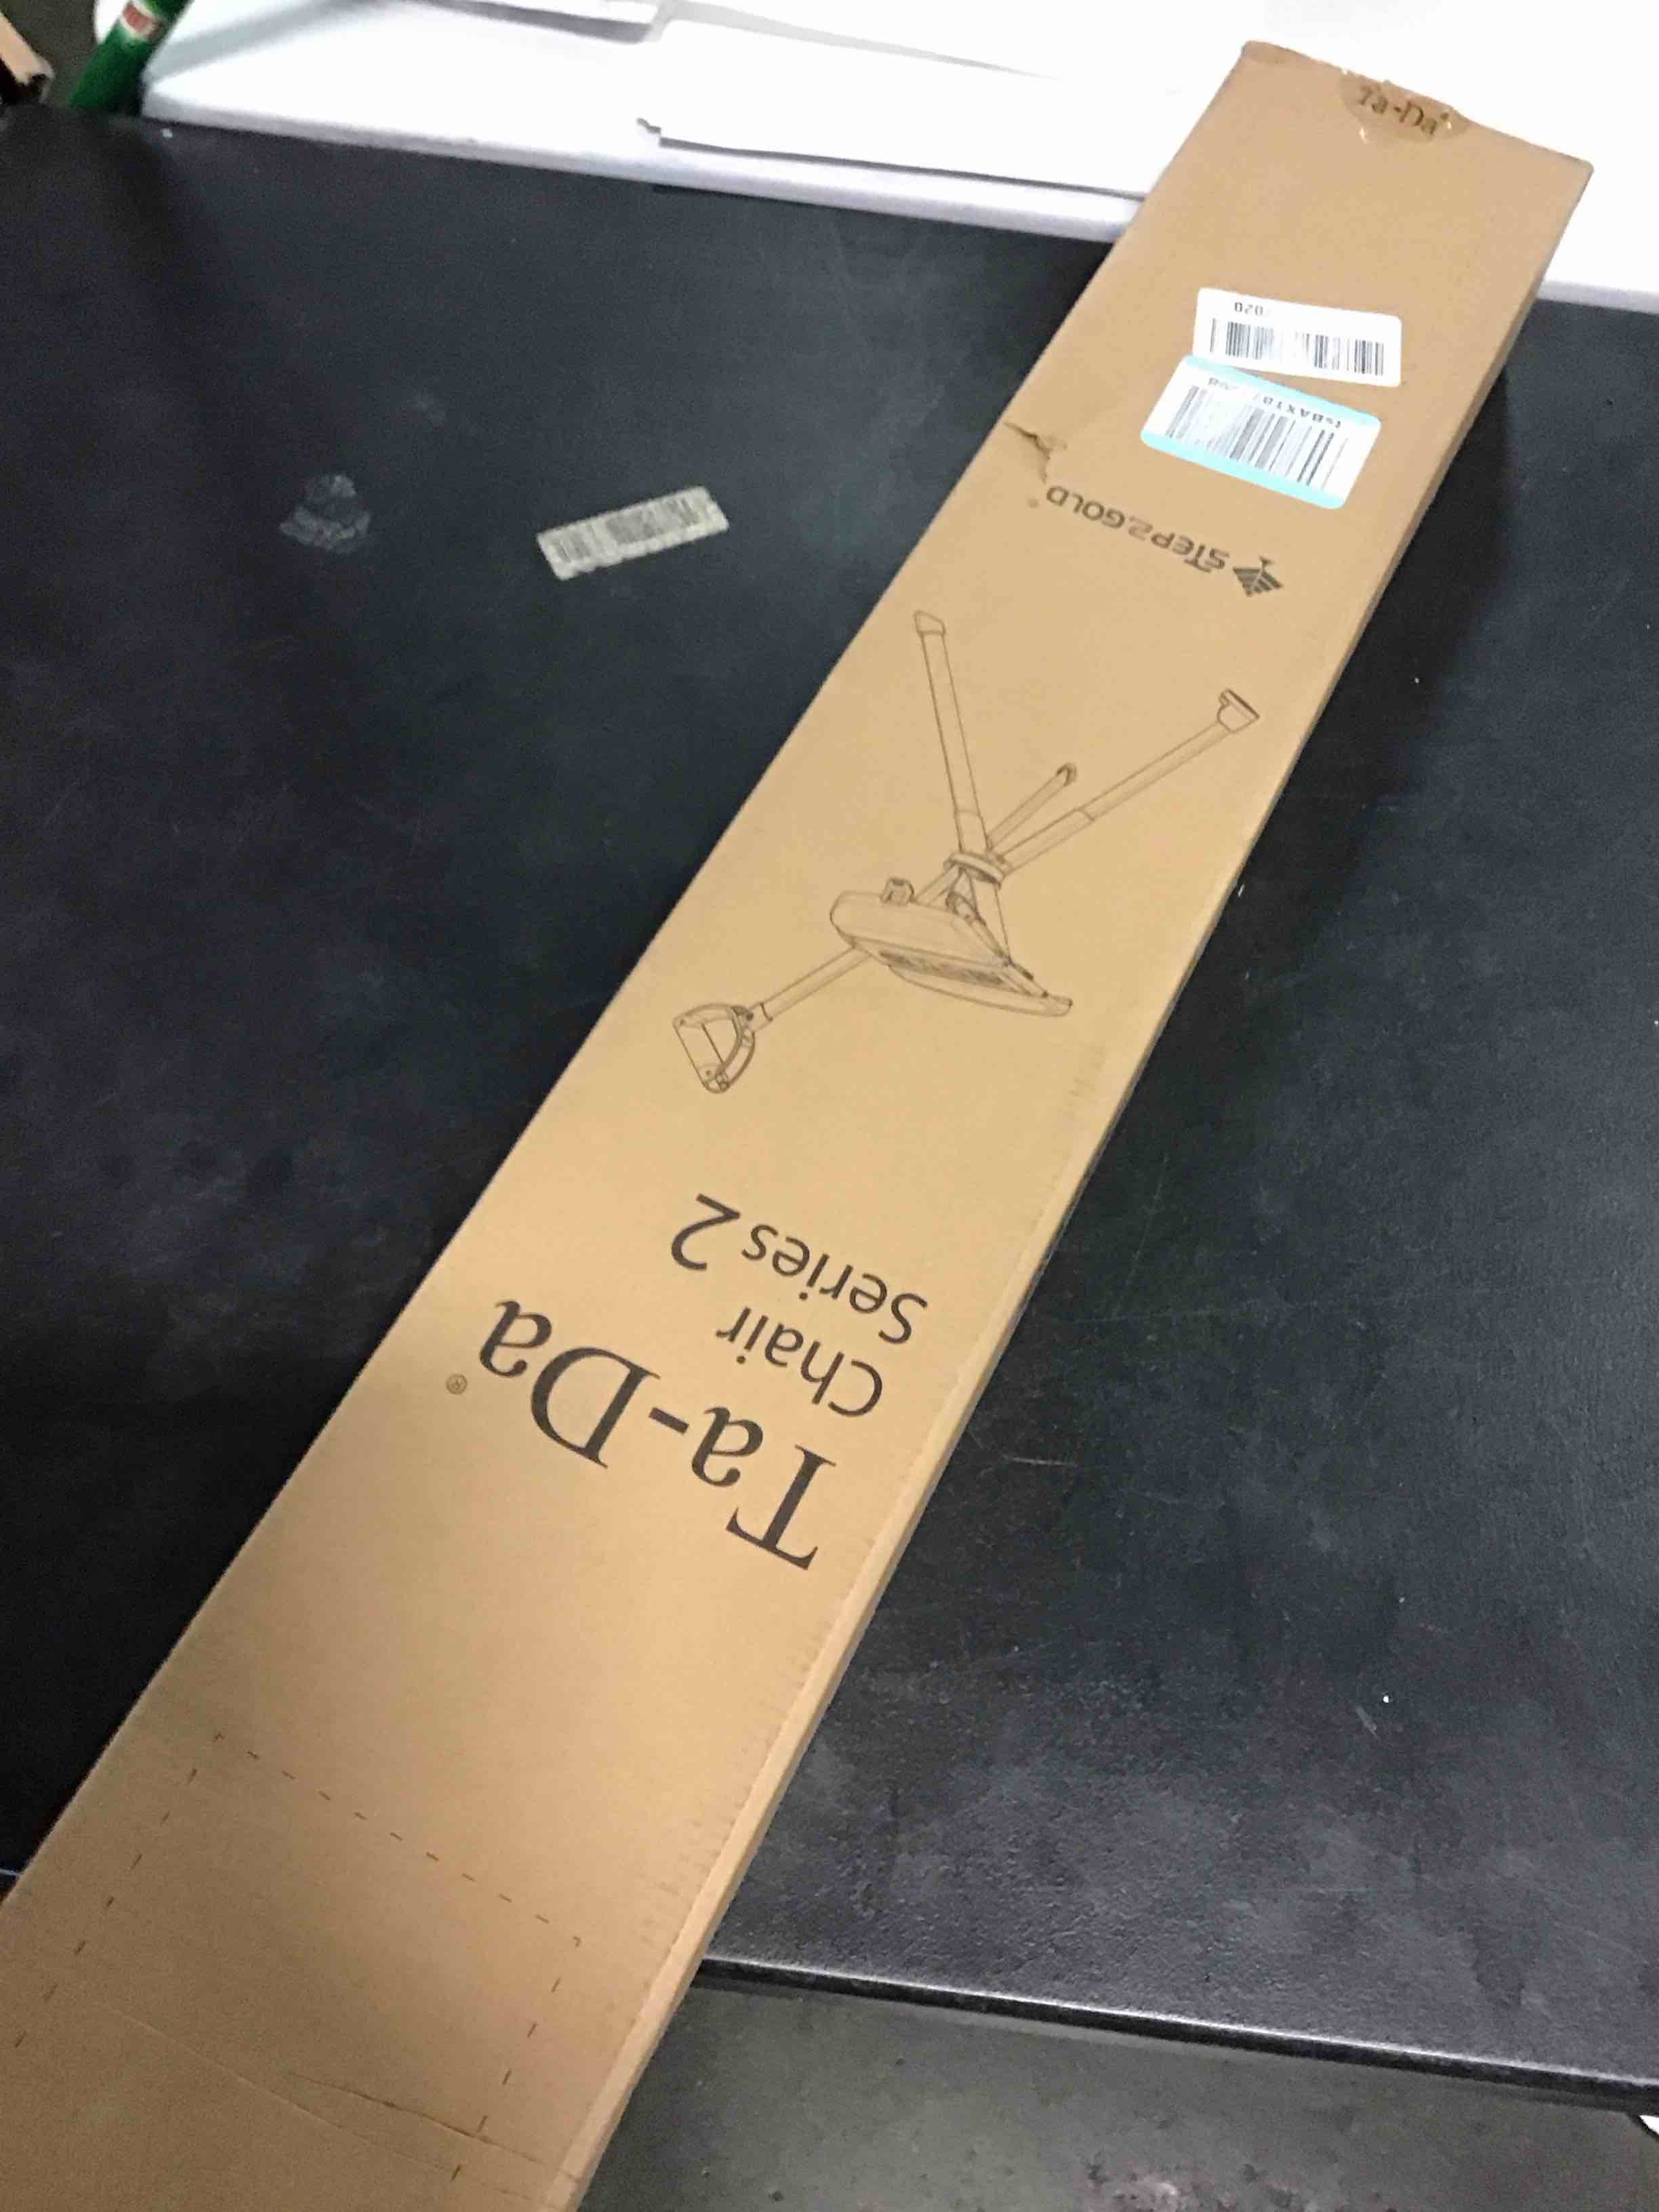 Ta-Da®
Chair
Series 2
STEP2GOLD®
Ta-Da